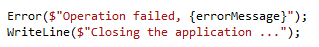 Error($"Operation failed, {errorMessage}");
WriteLine($"Closing the application ...");